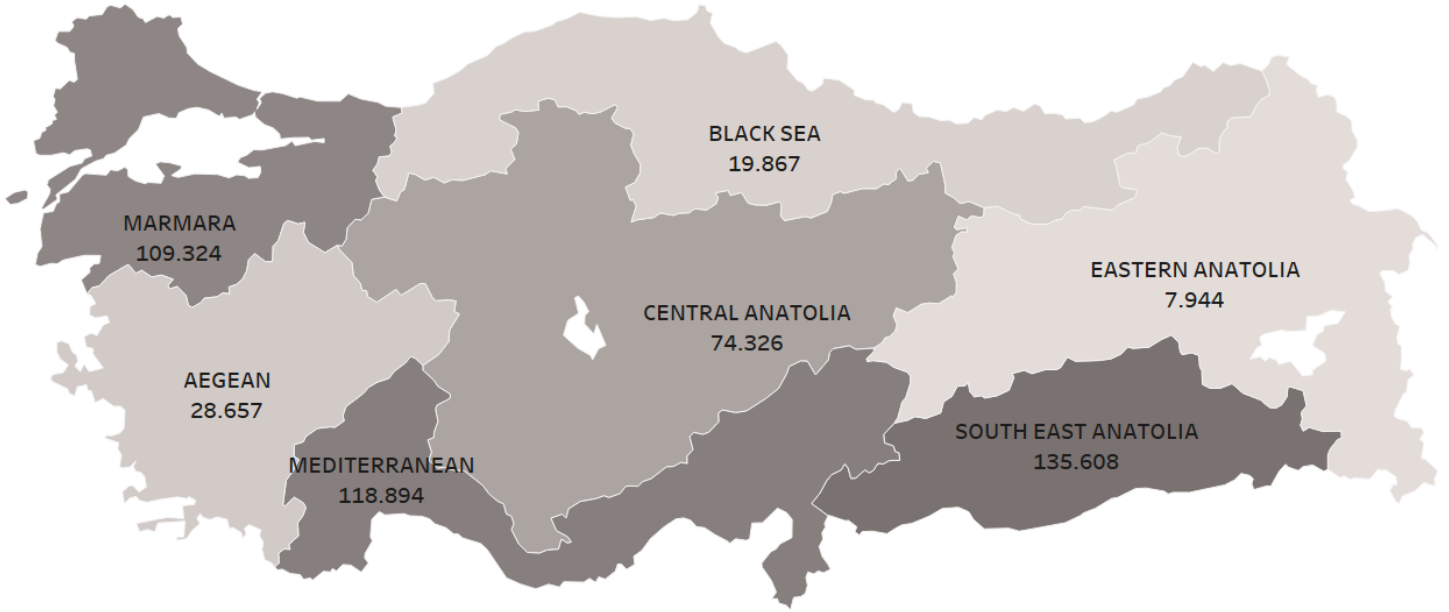 BLACK SEA
19.867
MARMARA
109.324
EASTERN ANATOLIA
7.944
CENTRAL ANATOLIA
74.326
AEGEAN
28.657
SOUTH EAST ANATOLIA
135.608
MEDITERRANEAN
118.894